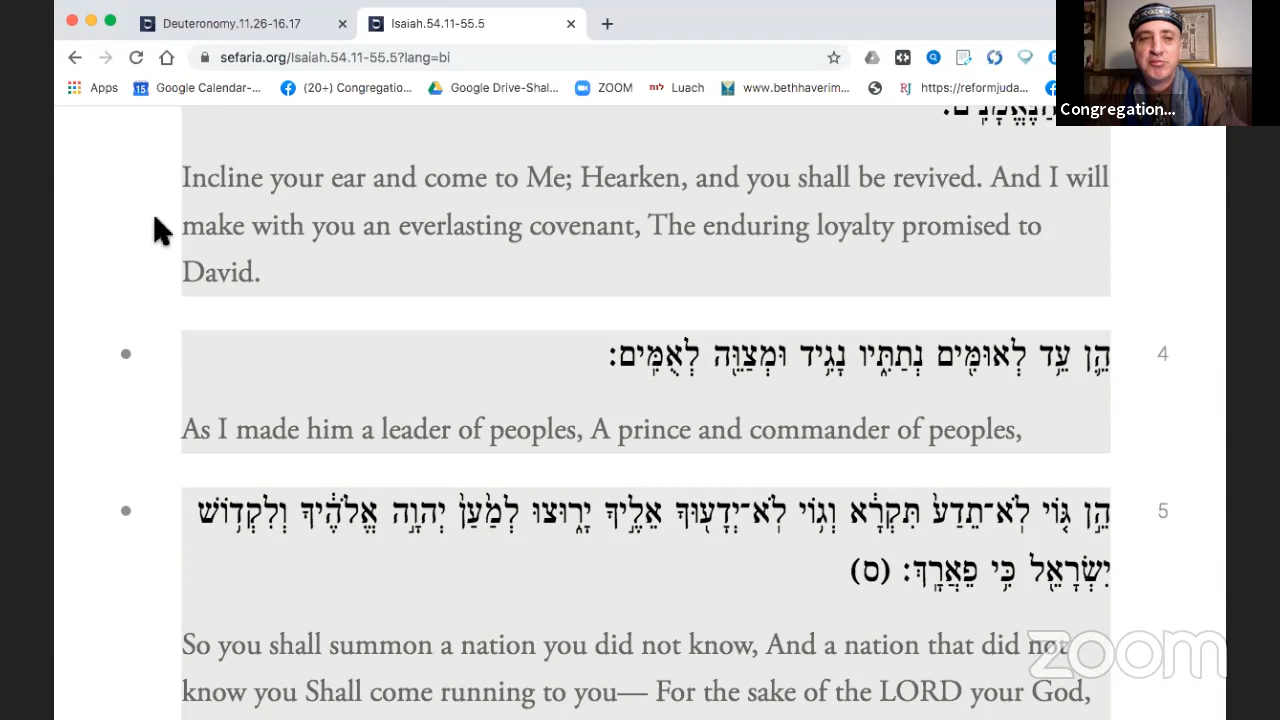 Deuteronomy.11.26-16.17
Isaiah.54.11-55.5
sefaria.org/Isaiah.54.11-55.5?lang=bi
Apps
Google Calendar-...
(20+) Congregatio...
Google Drive-Shal...
ZOOM
Luach
www.bethhaverim...
https://reformjuda...
Congregation...
Incline your ear and come to Me; Hearken, and you shall be revived. And I will
make with you an everlasting covenant, The enduring loyalty promised to
David.
4
הֵ֛ן עֵ֥ד לְאוּמִּ֖ים נְתַתִּ֑יו נָגִ֥יד וּמְצַוֵּ֖ה לְאֻמִּֽים׃
As I made him a leader of peoples, A prince and commander of peoples,
5
הֵ֣ן גּ֤וֹי לֹֽא־תֵדַע֙ תִּקְרָ֔א וְג֥וֹי לֹֽא־יְדָע֖וּךָ אֵלֶ֣יךָ יָר֑וּצוּ לְמַ֙עַן֙ יְהוָ֣ה אֱלֹהֶ֔יךָ וְלִקְד֥וֹשׁ
יִשְׂרָאֵ֖ל כִּ֥י פֵאֲרָֽךְ׃ (ס)
So you shall summon a nation you did not know, And a nation that did not
know you Shall come running to you— For the sake of the LORD your God,
zoom